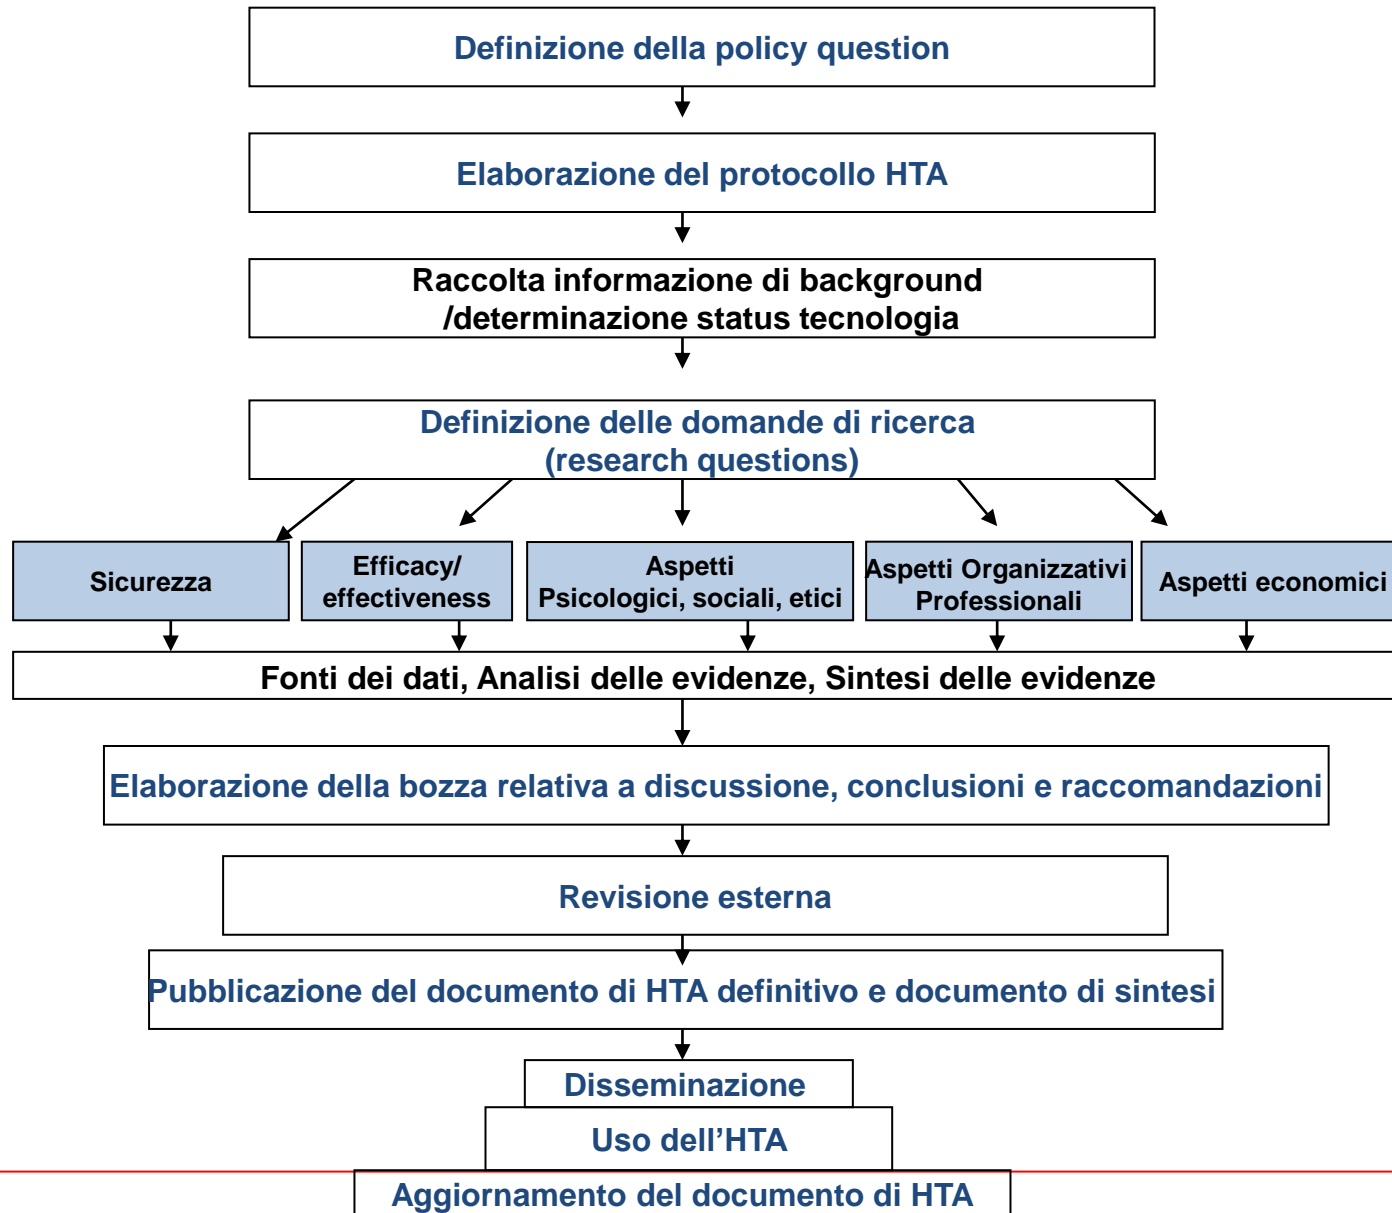 Definizione della policy question
Elaborazione del protocollo HTA
Raccolta informazione di background
/determinazione status tecnologia
Definizione delle domande di ricerca
(research questions)
Sicurezza
Efficacy/
effectiveness
Aspetti
Psicologici, sociali, etici
Aspetti Organizzativi
Professionali
Aspetti economici
Fonti dei dati, Analisi delle evidenze, Sintesi delle evidenze
Elaborazione della bozza relativa a discussione, conclusioni e raccomandazioni
Revisione esterna
Pubblicazione del documento di HTA definitivo e documento di sintesi
Disseminazione
Uso dell’HTA
Aggiornamento del documento di HTA